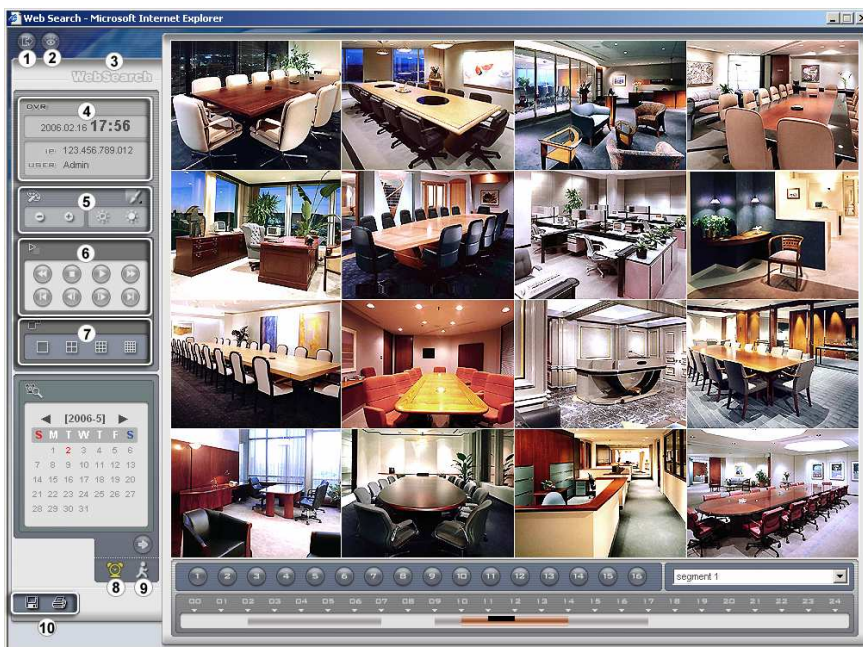 Web Search - Microsoft Internet Explorer
1 2 3
WebSearch
DVR: 4
2006.02.16 17:56
IP: 123.456.789.012
USER: Admin
5
6
7
[2006-5]
S M T W T F S
1 2 3 4 5 6
7 8 9 10 11 12 13
14 15 16 17 18 19 20
21 22 23 24 25 26 27
28 29 30 31
8 9
10
1 2 3 4 5 6 7 8 9 10 11 12 13 14 15 16 segment 1
00 01 02 03 04 05 06 07 08 09 10 11 12 13 14 15 16 17 18 19 20 21 22 23 24